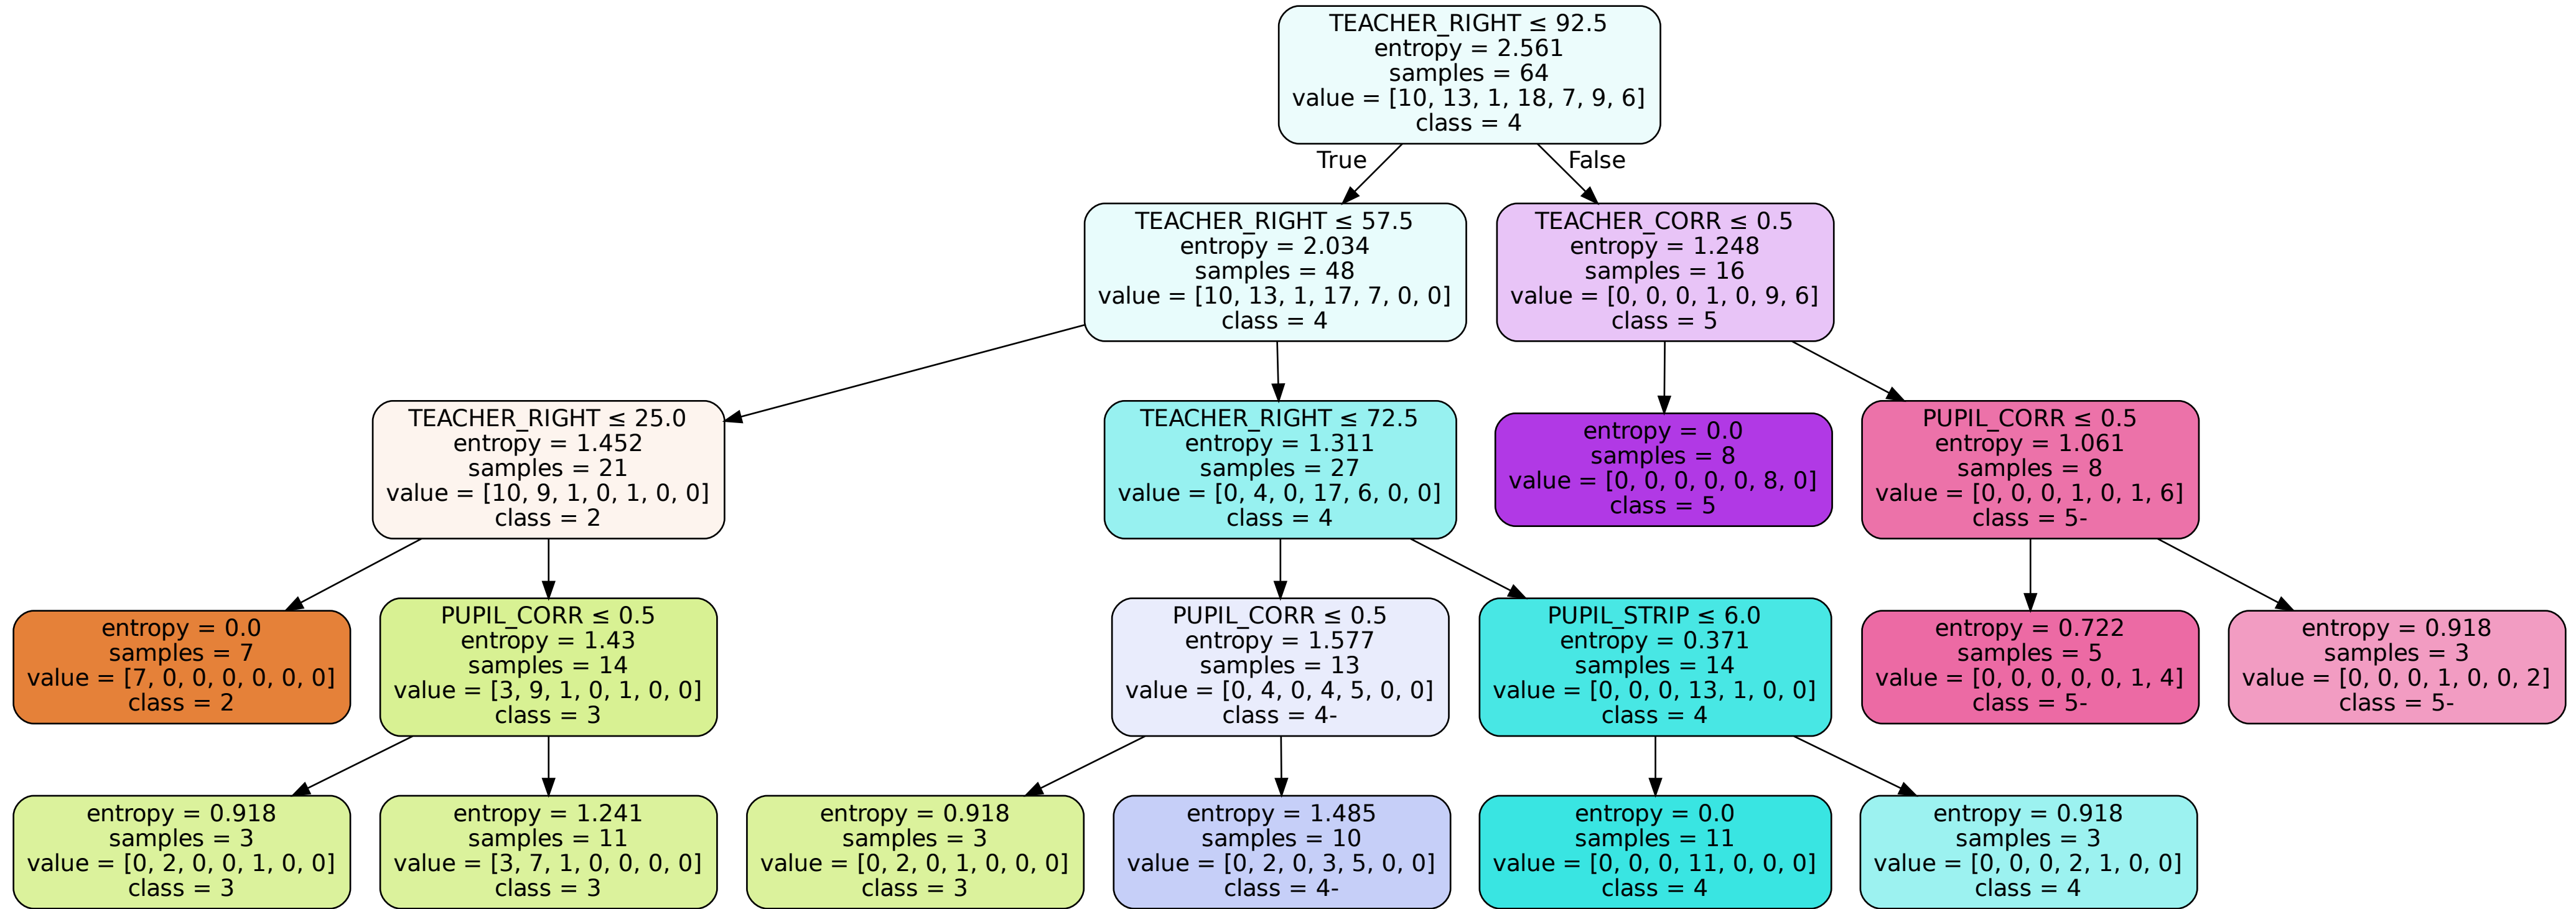 TEACHER_RIGHT ≤ 92.5
entropy = 2.561
samples = 64
value = [10, 13, 1, 18, 7, 9, 6]
class = 4
True
False
TEACHER_RIGHT ≤ 57.5
entropy = 2.034
samples = 48
value = [10, 13, 1, 17, 7, 0, 0]
class = 4
TEACHER_CORR ≤ 0.5
entropy = 1.248
samples = 16
value = [0, 0, 0, 1, 0, 9, 6]
class = 5
TEACHER_RIGHT ≤ 25.0
entropy = 1.452
samples = 21
value = [10, 9, 1, 0, 1, 0, 0]
class = 2
TEACHER_RIGHT ≤ 72.5
entropy = 1.311
samples = 27
value = [0, 4, 0, 17, 6, 0, 0]
class = 4
entropy = 0.0
samples = 8
value = [0, 0, 0, 0, 0, 8, 0]
class = 5
PUPIL_CORR ≤ 0.5
entropy = 1.061
samples = 8
value = [0, 0, 0, 1, 0, 1, 6]
class = 5-
entropy = 0.0
samples = 7
value = [7, 0, 0, 0, 0, 0, 0]
class = 2
PUPIL_CORR ≤ 0.5
entropy = 1.43
samples = 14
value = [3, 9, 1, 0, 1, 0, 0]
class = 3
PUPIL_CORR ≤ 0.5
entropy = 1.577
samples = 13
value = [0, 4, 0, 4, 5, 0, 0]
class = 4-
PUPIL_STRIP ≤ 6.0
entropy = 0.371
samples = 14
value = [0, 0, 0, 13, 1, 0, 0]
class = 4
entropy = 0.722
samples = 5
value = [0, 0, 0, 0, 0, 1, 4]
class = 5-
entropy = 0.918
samples = 3
value = [0, 0, 0, 1, 0, 0, 2]
class = 5-
entropy = 0.918
samples = 3
value = [0, 2, 0, 0, 1, 0, 0]
class = 3
entropy = 1.241
samples = 11
value = [3, 7, 1, 0, 0, 0, 0]
class = 3
entropy = 0.918
samples = 3
value = [0, 2, 0, 1, 0, 0, 0]
class = 3
entropy = 1.485
samples = 10
value = [0, 2, 0, 3, 5, 0, 0]
class = 4-
entropy = 0.0
samples = 11
value = [0, 0, 0, 11, 0, 0, 0]
class = 4
entropy = 0.918
samples = 3
value = [0, 0, 0, 2, 1, 0, 0]
class = 4